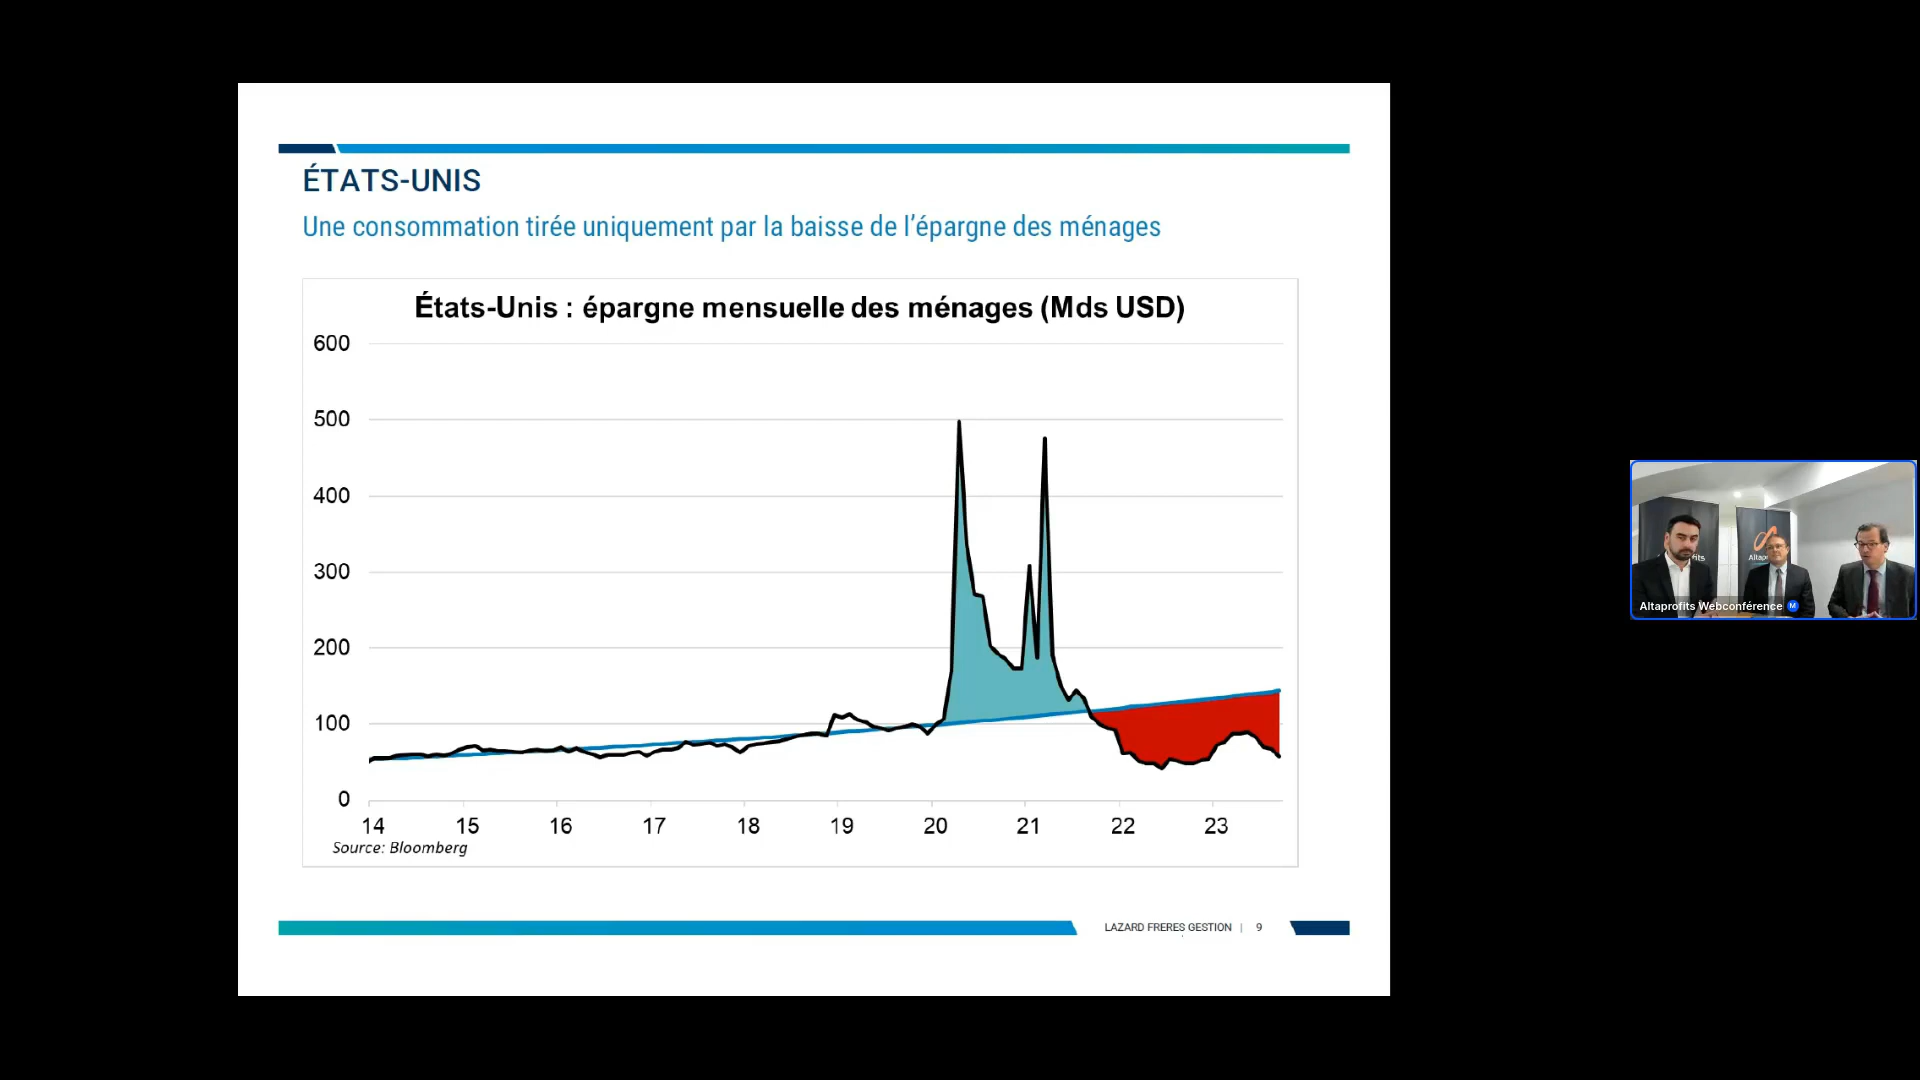 ÉTATS-UNIS
Une consommation tirée uniquement par la baisse de l'épargne des ménages
États-Unis : épargne mensuelle des ménages (Mds USD)
600
500
400
300
200
100
0
14 15 16 17 18 19 20 21 22 23
Source: Bloomberg
LAZARD FRERES GESTION | 9
Altaprofits Webconférence M